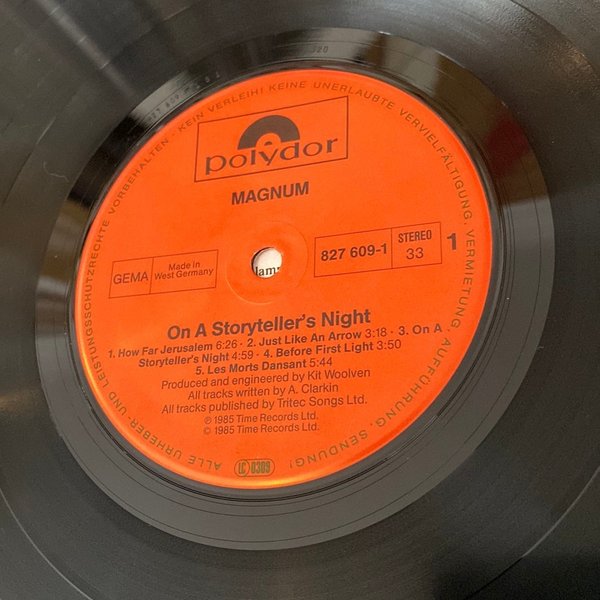 ALLE URHEBER- UND LEISTUNGSSCHUTZRECHTE VORBEHALTEN · KEIN VERLEIH! KEINE UNERLAUBTE VERVIELFÄLTIGUNG, VERMIETUNG, AUFFÜHRUNG, SENDUNG!
polydor
MAGNUM
GEMA
Made in
West Germany
827 609-1
STEREO
33
1
On A Storyteller's Night
1. How Far Jerusalem 6:26 · 2. Just Like An Arrow 3:18 · 3. On A
Storyteller's Night 4:59 · 4. Before First Light 3:50
5. Les Morts Dansant 5:44
Produced and engineered by Kit Woolven
All tracks written by A. Clarkin
All tracks published by Tritec Songs Ltd.
℗ 1985 Time Records Ltd.
© 1985 Time Records Ltd.
LC 0309